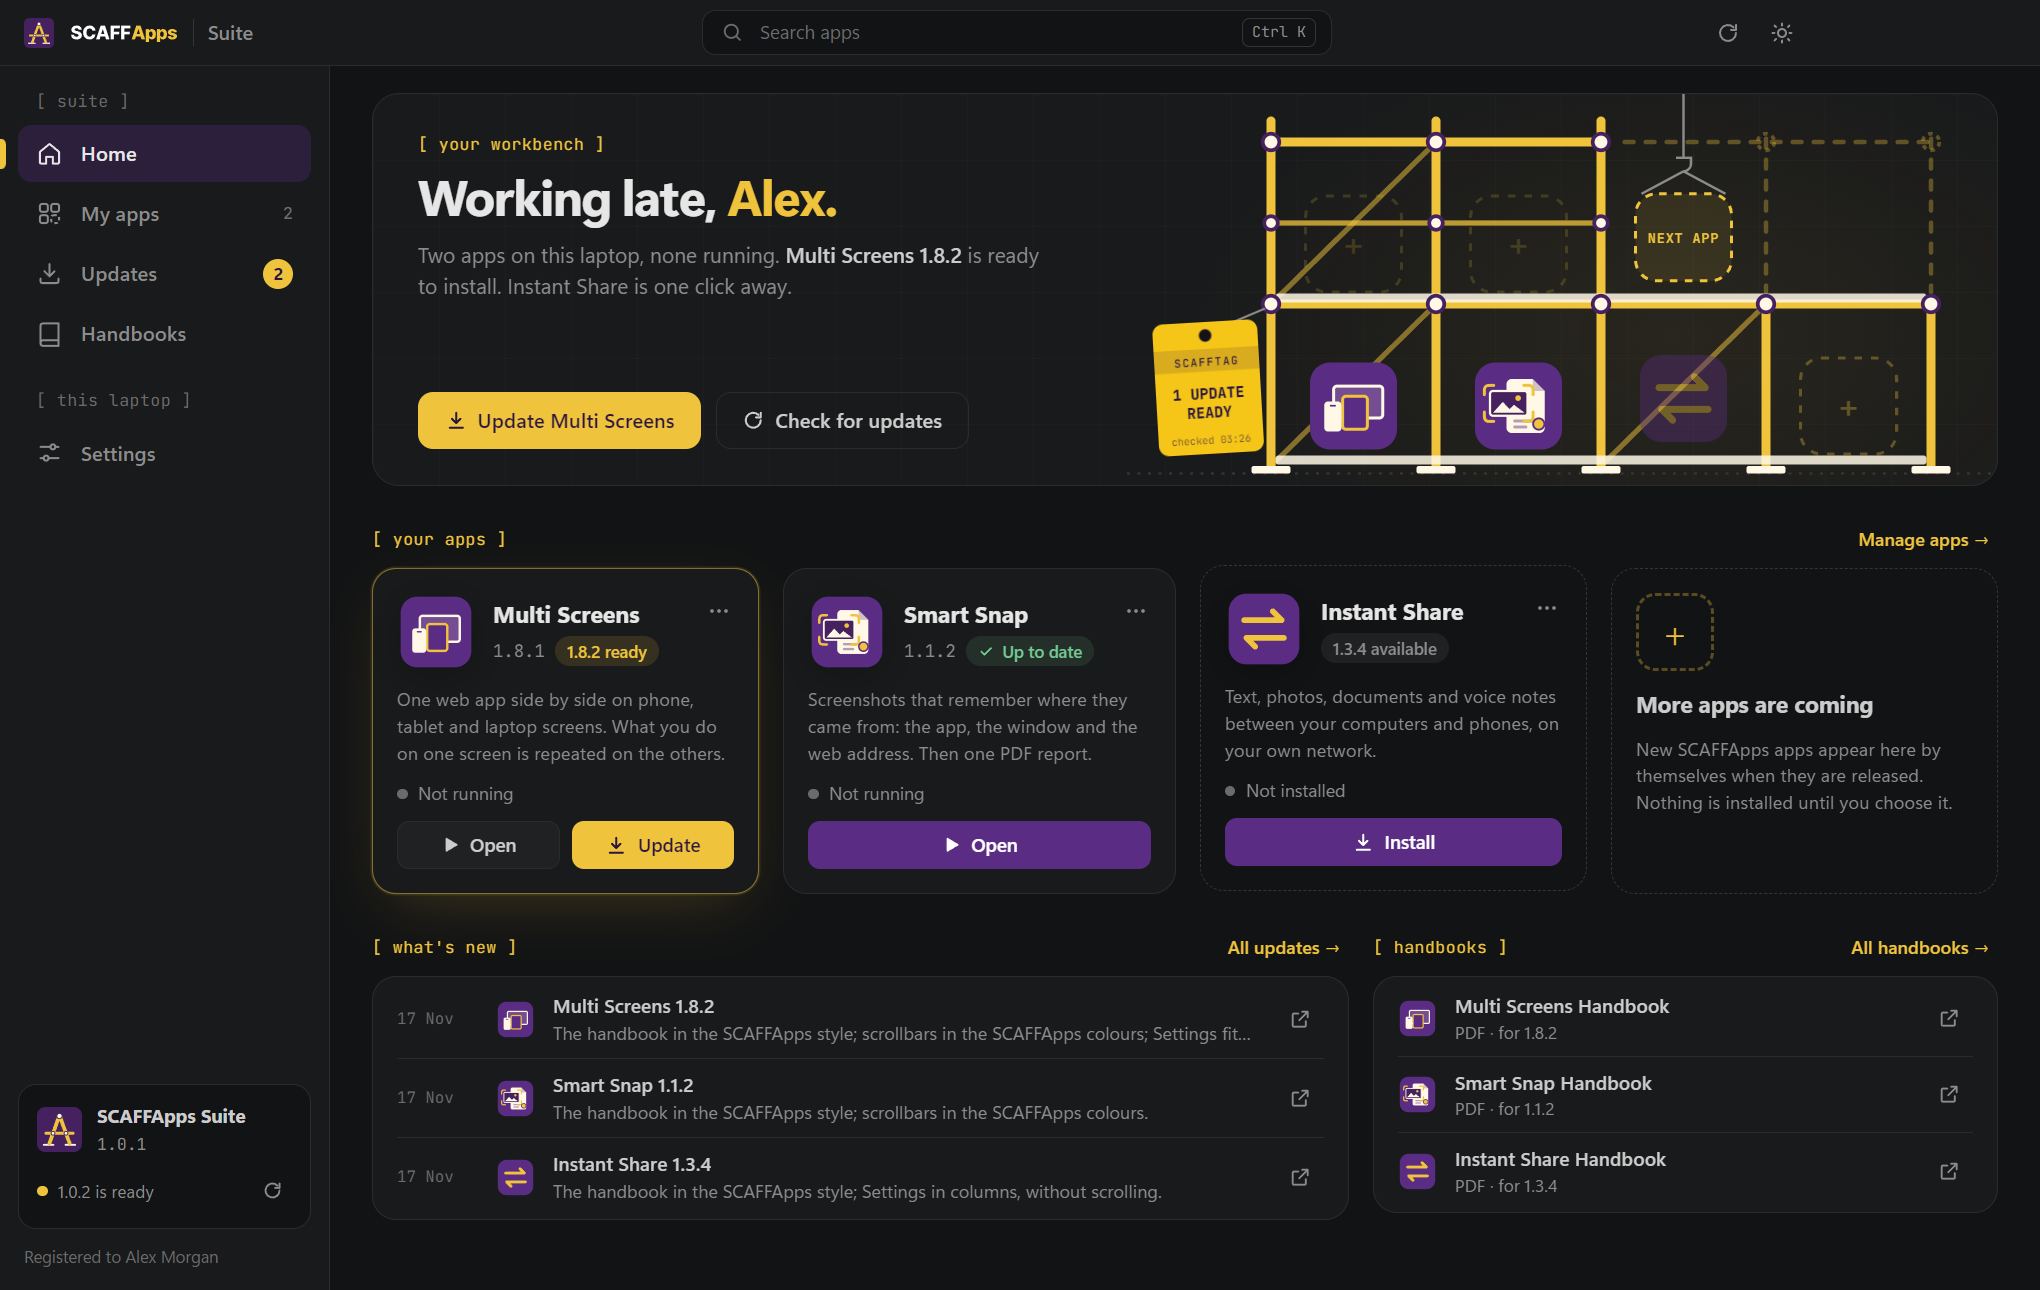 SCAFFApps Suite
Search apps
Ctrl K
[ suite ]
Home
My apps 2
Updates 2
Handbooks
[ this laptop ]
Settings
SCAFFApps Suite
1.0.1
1.0.2 is ready
Registered to Alex Morgan
[ your workbench ]
Working late, Alex.
Two apps on this laptop, none running. Multi Screens 1.8.2 is ready
to install. Instant Share is one click away.
Update Multi Screens
Check for updates
NEXT APP
SCAFFTAG
1 UPDATE
READY
checked 03:26
[ your apps ]
Manage apps →
Multi Screens
1.8.1 1.8.2 ready
One web app side by side on phone,
tablet and laptop screens. What you do
on one screen is repeated on the others.
Not running
Open
Update
Smart Snap
1.1.2 Up to date
Screenshots that remember where they
came from: the app, the window and the
web address. Then one PDF report.
Not running
Open
Instant Share
1.3.4 available
Text, photos, documents and voice notes
between your computers and phones, on
your own network.
Not installed
Install
More apps are coming
New SCAFFApps apps appear here by
themselves when they are released.
Nothing is installed until you choose it.
[ what's new ]
All updates →
17 Nov
Multi Screens 1.8.2
The handbook in the SCAFFApps style; scrollbars in the SCAFFApps colours; Settings fit...
17 Nov
Smart Snap 1.1.2
The handbook in the SCAFFApps style; scrollbars in the SCAFFApps colours.
17 Nov
Instant Share 1.3.4
The handbook in the SCAFFApps style; Settings in columns, without scrolling.
[ handbooks ]
All handbooks →
Multi Screens Handbook
PDF · for 1.8.2
Smart Snap Handbook
PDF · for 1.1.2
Instant Share Handbook
PDF · for 1.3.4